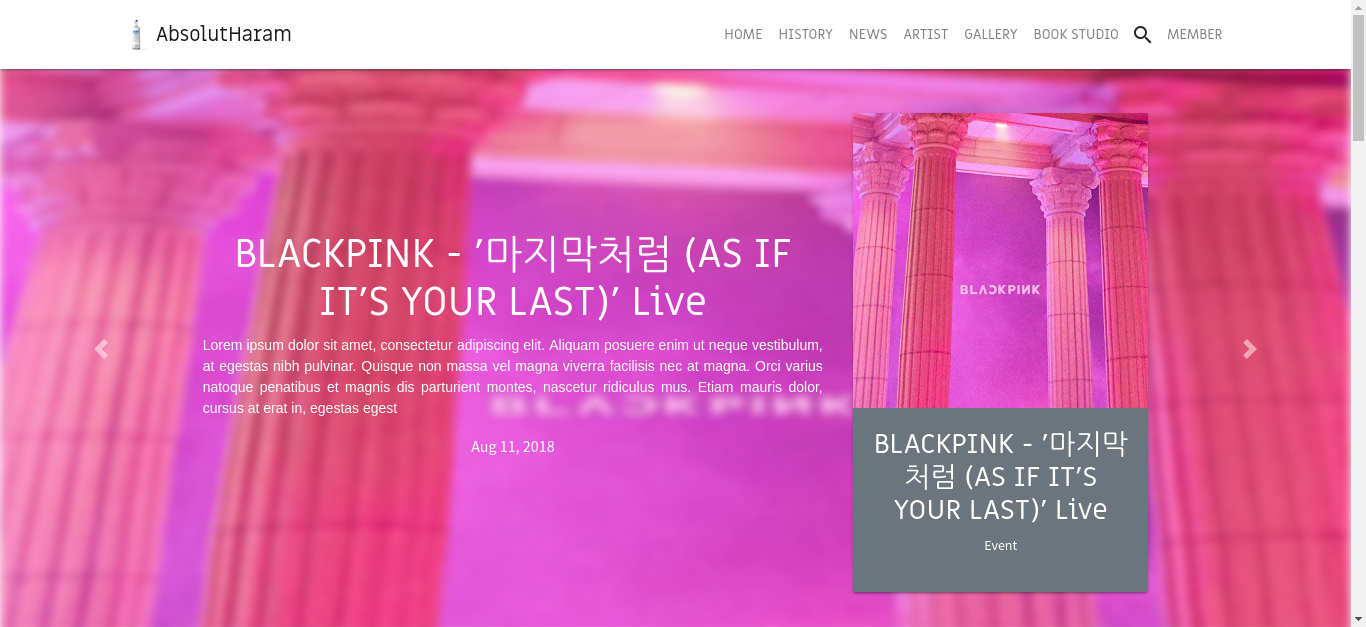 AbsolutHaram
HOME HISTORY NEWS ARTIST GALLERY BOOK STUDIO MEMBER
BLACKPINK - '마지막처럼 (AS IF
IT'S YOUR LAST)' Live
Lorem ipsum dolor sit amet, consectetur adipiscing elit. Aliquam posuere enim ut neque vestibulum,
at egestas nibh pulvinar. Quisque non massa vel magna viverra facilisis nec at magna. Orci varius
natoque penatibus et magnis dis parturient montes, nascetur ridiculus mus. Etiam mauris dolor,
cursus at erat in, egestas egest
BLACKPINK
Aug 11, 2018
BLACKPINK
BLACKPINK - '마지막
처럼 (AS IF IT'S
YOUR LAST)' Live
Event